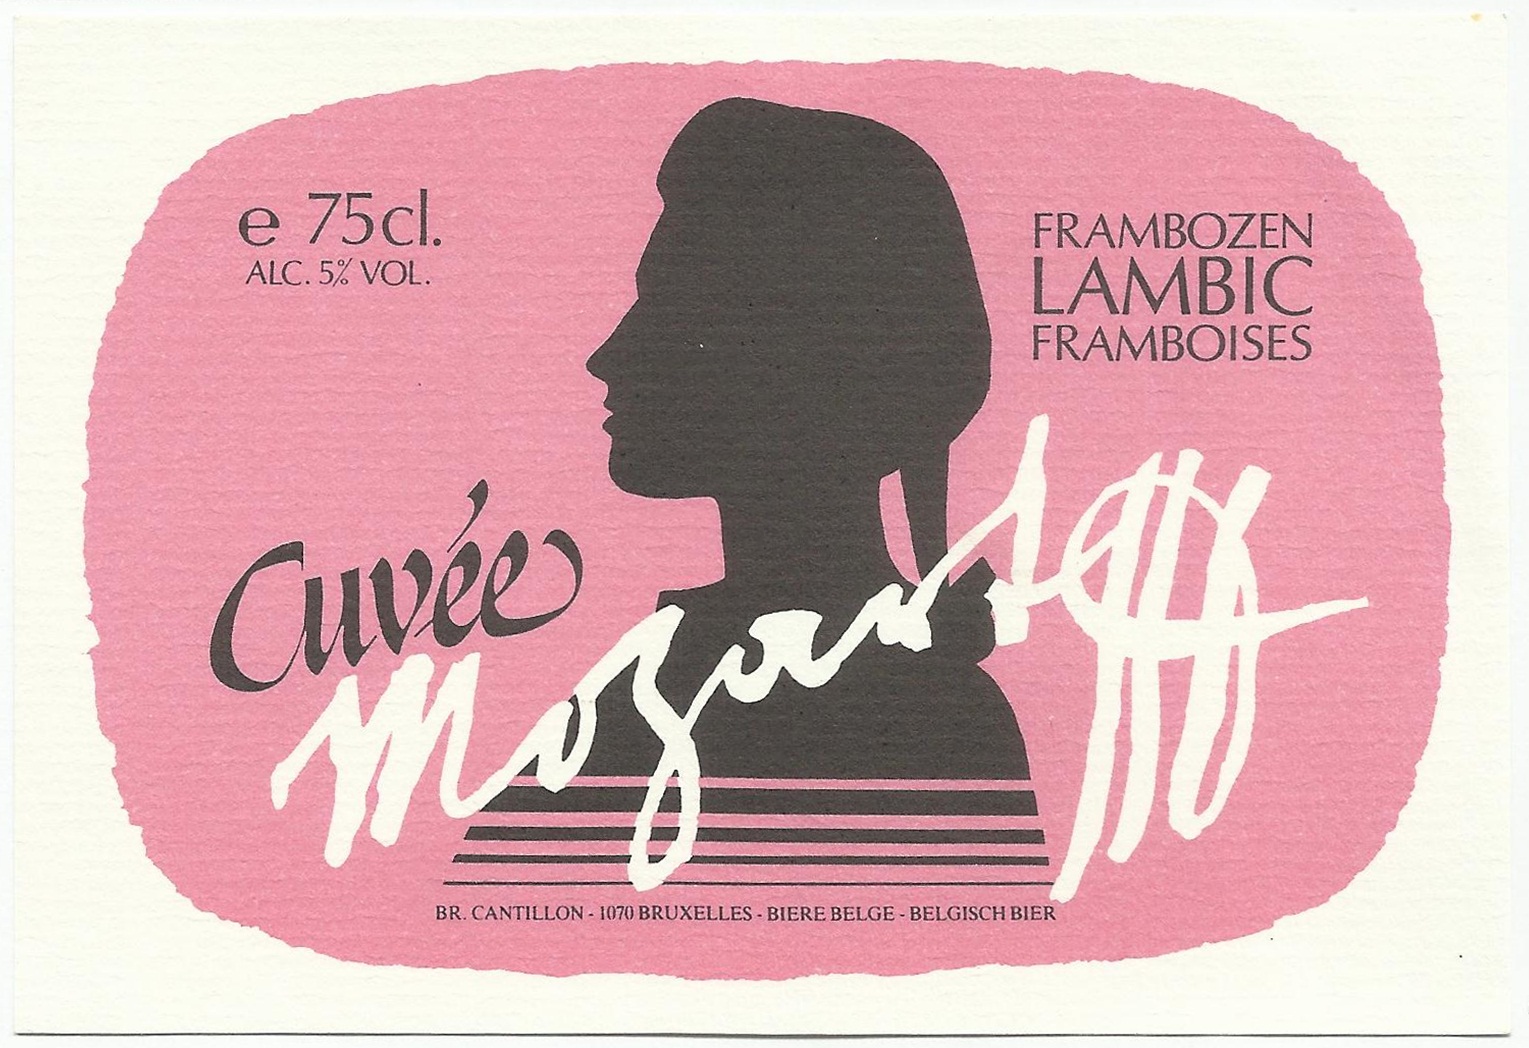 e 75cl.
ALC. 5% VOL.
FRAMBOZEN
LAMBIC
FRAMBOISES
Cuvée
Mozart
BR. CANTILLON - 1070 BRUXELLES - BIERE BELGE - BELGISCH BIER